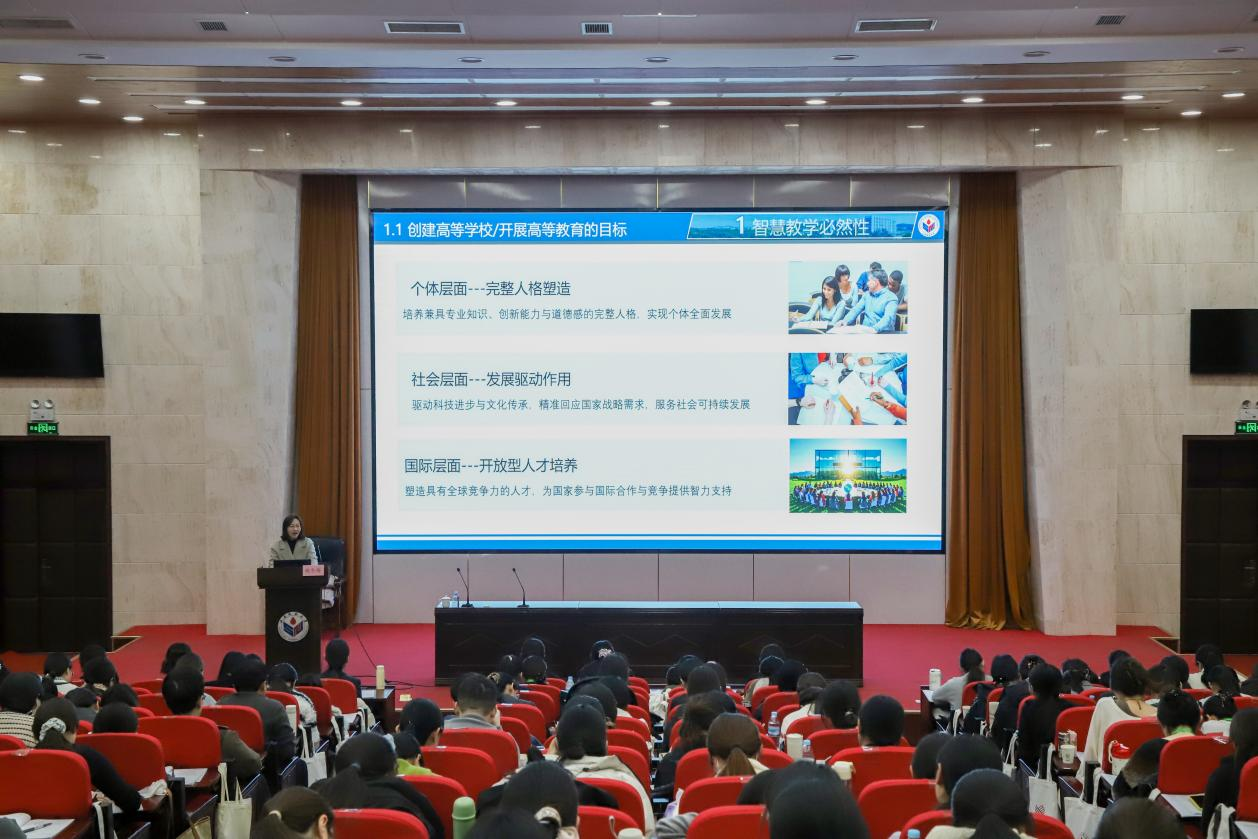 1.1 创建高等学校/开展高等教育的目标
1 智慧教学必然性
个体层面---完整人格塑造
培养兼具专业知识、创新能力与道德感的完整人格，实现个体全面发展
社会层面---发展驱动作用
驱动科技进步与文化传承，精准回应国家战略需求，服务社会可持续发展
国际层面---开放型人才培养
塑造具有全球竞争力的人才，为国家参与国际合作与竞争提供智力支持